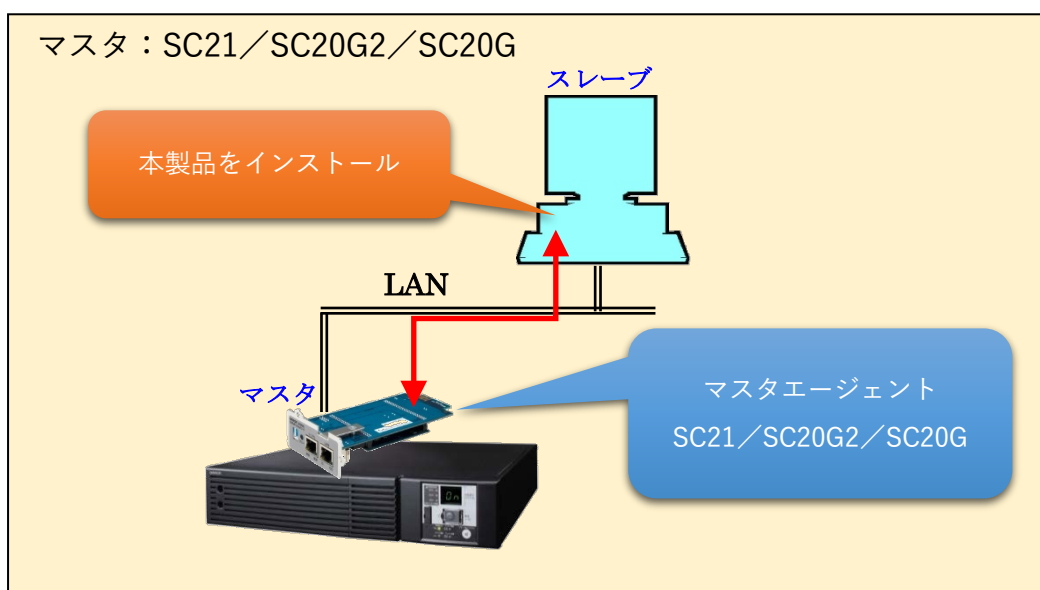 マスタ：SC21／SC20G2／SC20G
スレーブ
本製品をインストール
LAN
マスタ
マスタエージェント
SC21／SC20G2／SC20G
On